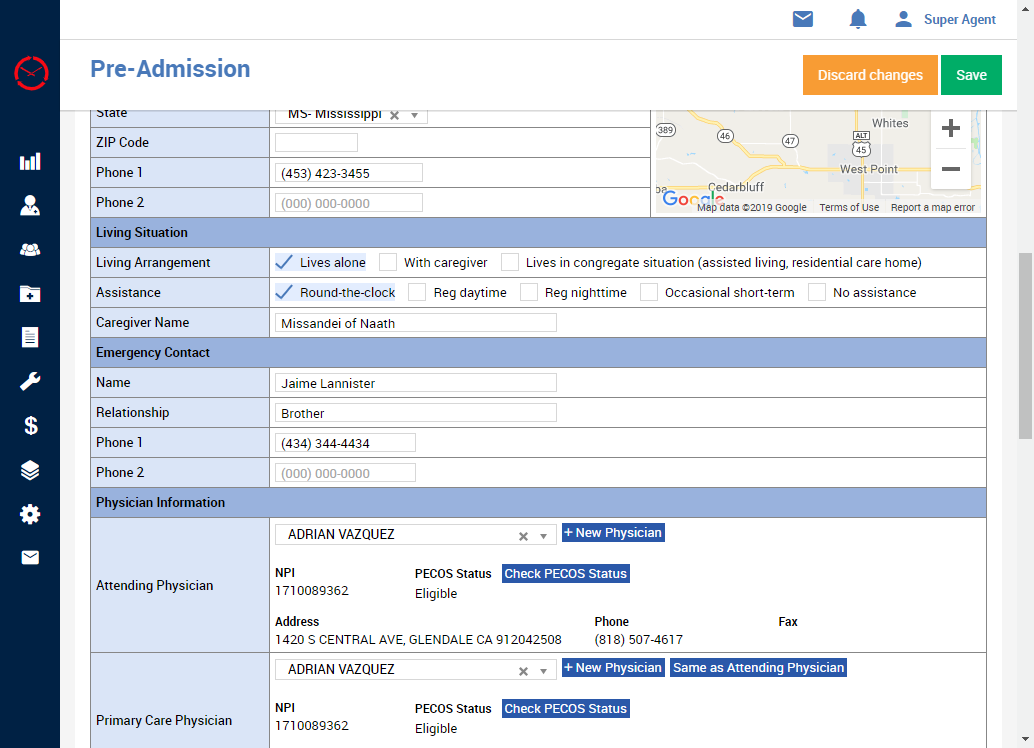 Super Agent
Pre-Admission
Discard changes
Save
State
MS- Mississippi
ZIP Code
Phone 1
(453) 423-3455
Phone 2
(000) 000-0000
389
46
47
ALT
45
Whites
West Point
Cedarbluff
ba
Google
Map data ©2019 Google Terms of Use Report a map error
Living Situation
Living Arrangement
Lives alone With caregiver Lives in congregate situation (assisted living, residential care home)
Assistance
Round-the-clock Reg daytime Reg nighttime Occasional short-term No assistance
Caregiver Name
Missandei of Naath
Emergency Contact
Name
Jaime Lannister
Relationship
Brother
Phone 1
(434) 344-4434
Phone 2
(000) 000-0000
Physician Information
Attending Physician
ADRIAN VAZQUEZ
+ New Physician
NPI PECOS Status Check PECOS Status
1710089362 Eligible
Address Phone Fax
1420 S CENTRAL AVE, GLENDALE CA 912042508 (818) 507-4617
Primary Care Physician
ADRIAN VAZQUEZ
+ New Physician Same as Attending Physician
NPI PECOS Status Check PECOS Status
1710089362 Eligible